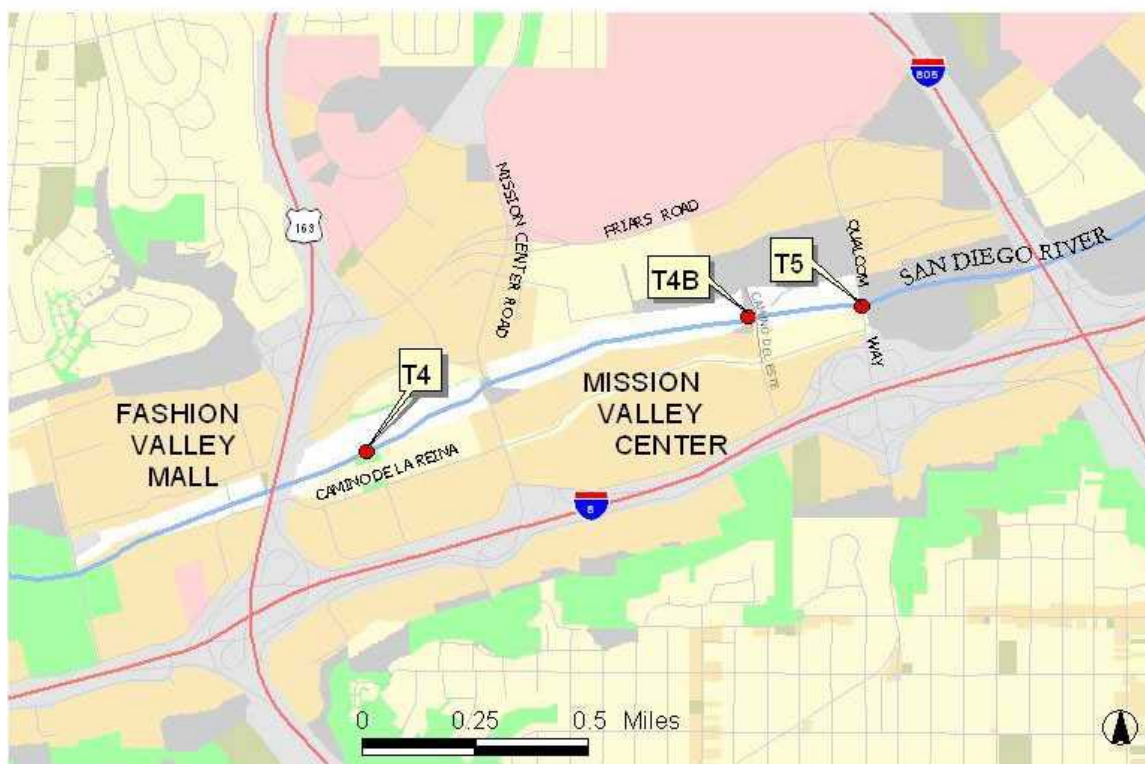 805
163
MISSION CENTER ROAD
FRIARS ROAD
QUALCOM WAY
SAN DIEGO RIVER
T4B
T5
CAMINO DEL ESTE
T4
FASHION
VALLEY
MALL
MISSION
VALLEY
CENTER
CAMINO DE LA REINA
8
0
0.25
0.5 Miles